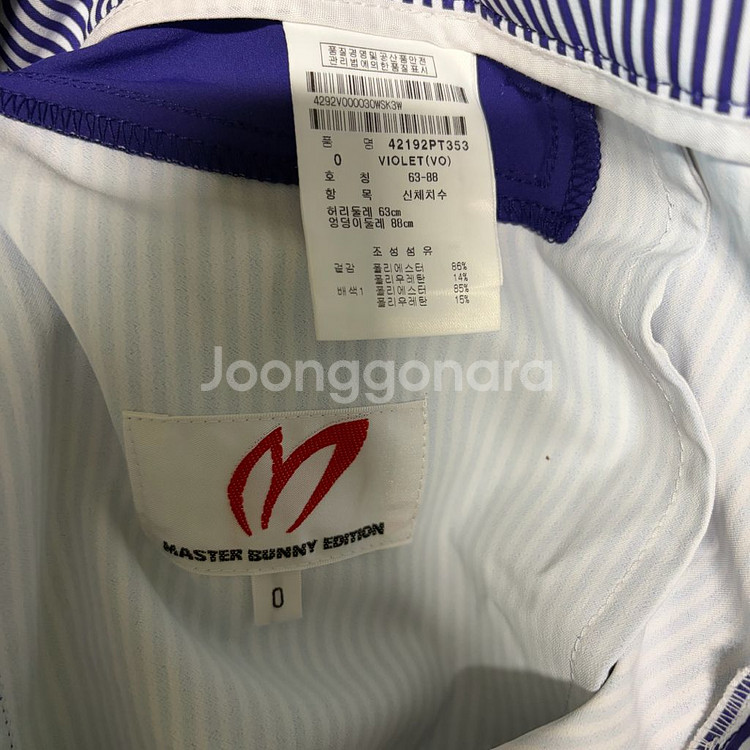 품질경영및공산품안전
관리법에의한품질표시
4292V000030WSK3W
품 명 42192PT353
0 VIOLET(VO)
호 칭 63-88
항 목 신체치수
허리둘레 63cm
엉덩이둘레 88cm
조성섬유
겉감 폴리에스터 86%
폴리우레탄 14%
배색1 폴리에스터 85%
폴리우레탄 15%
Joonggonara
MASTER BUNNY EDITION
0